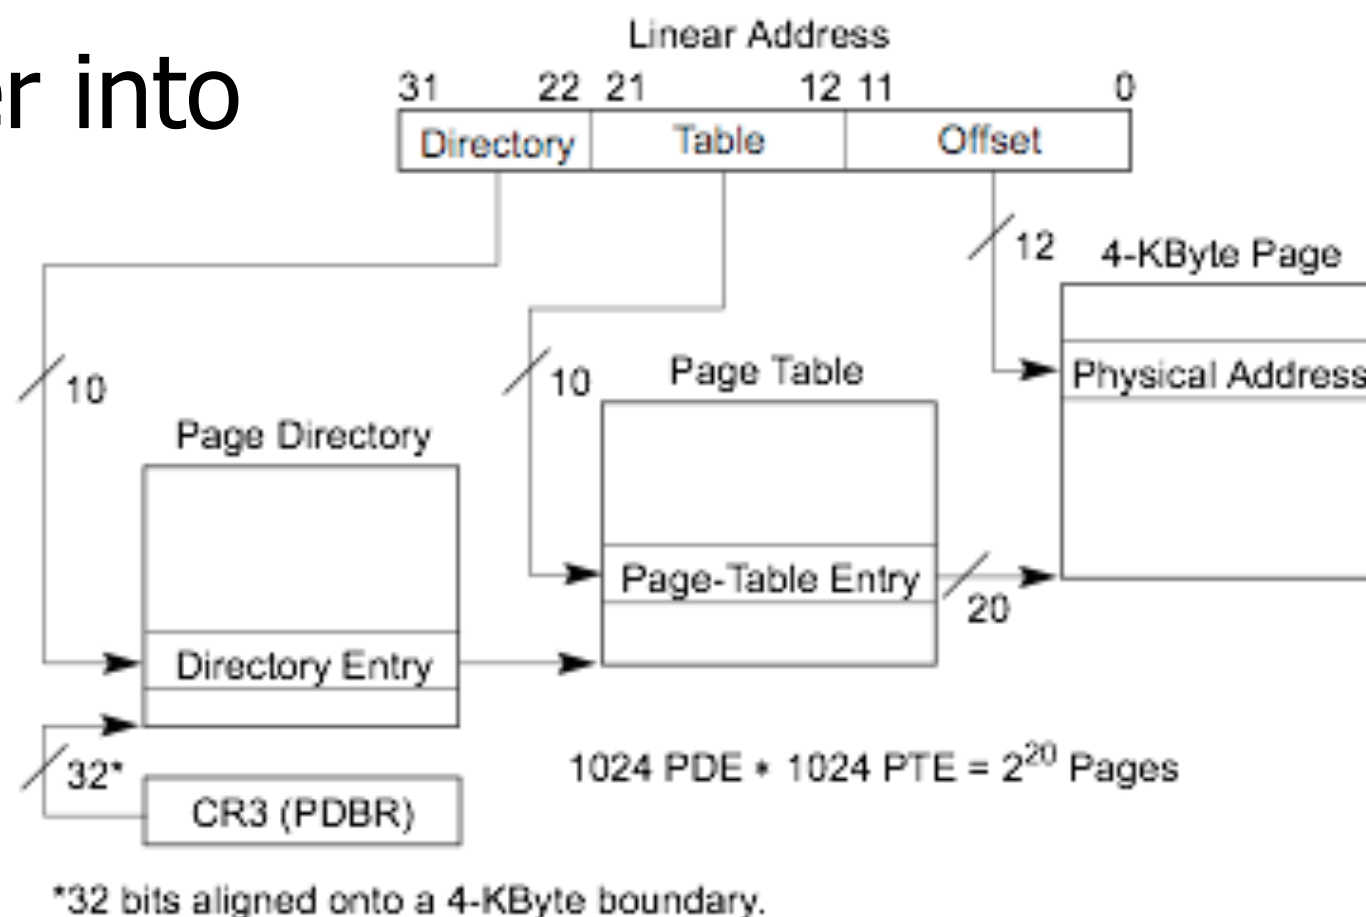 er into
Linear Address
31 22 21 12 11 0
Directory Table Offset
12
4-KByte Page
Physical Address
10
10
Page Table
Page Directory
Page-Table Entry
20
Directory Entry
32*
1024 PDE * 1024 PTE = 2^20 Pages
CR3 (PDBR)
*32 bits aligned onto a 4-KByte boundary.